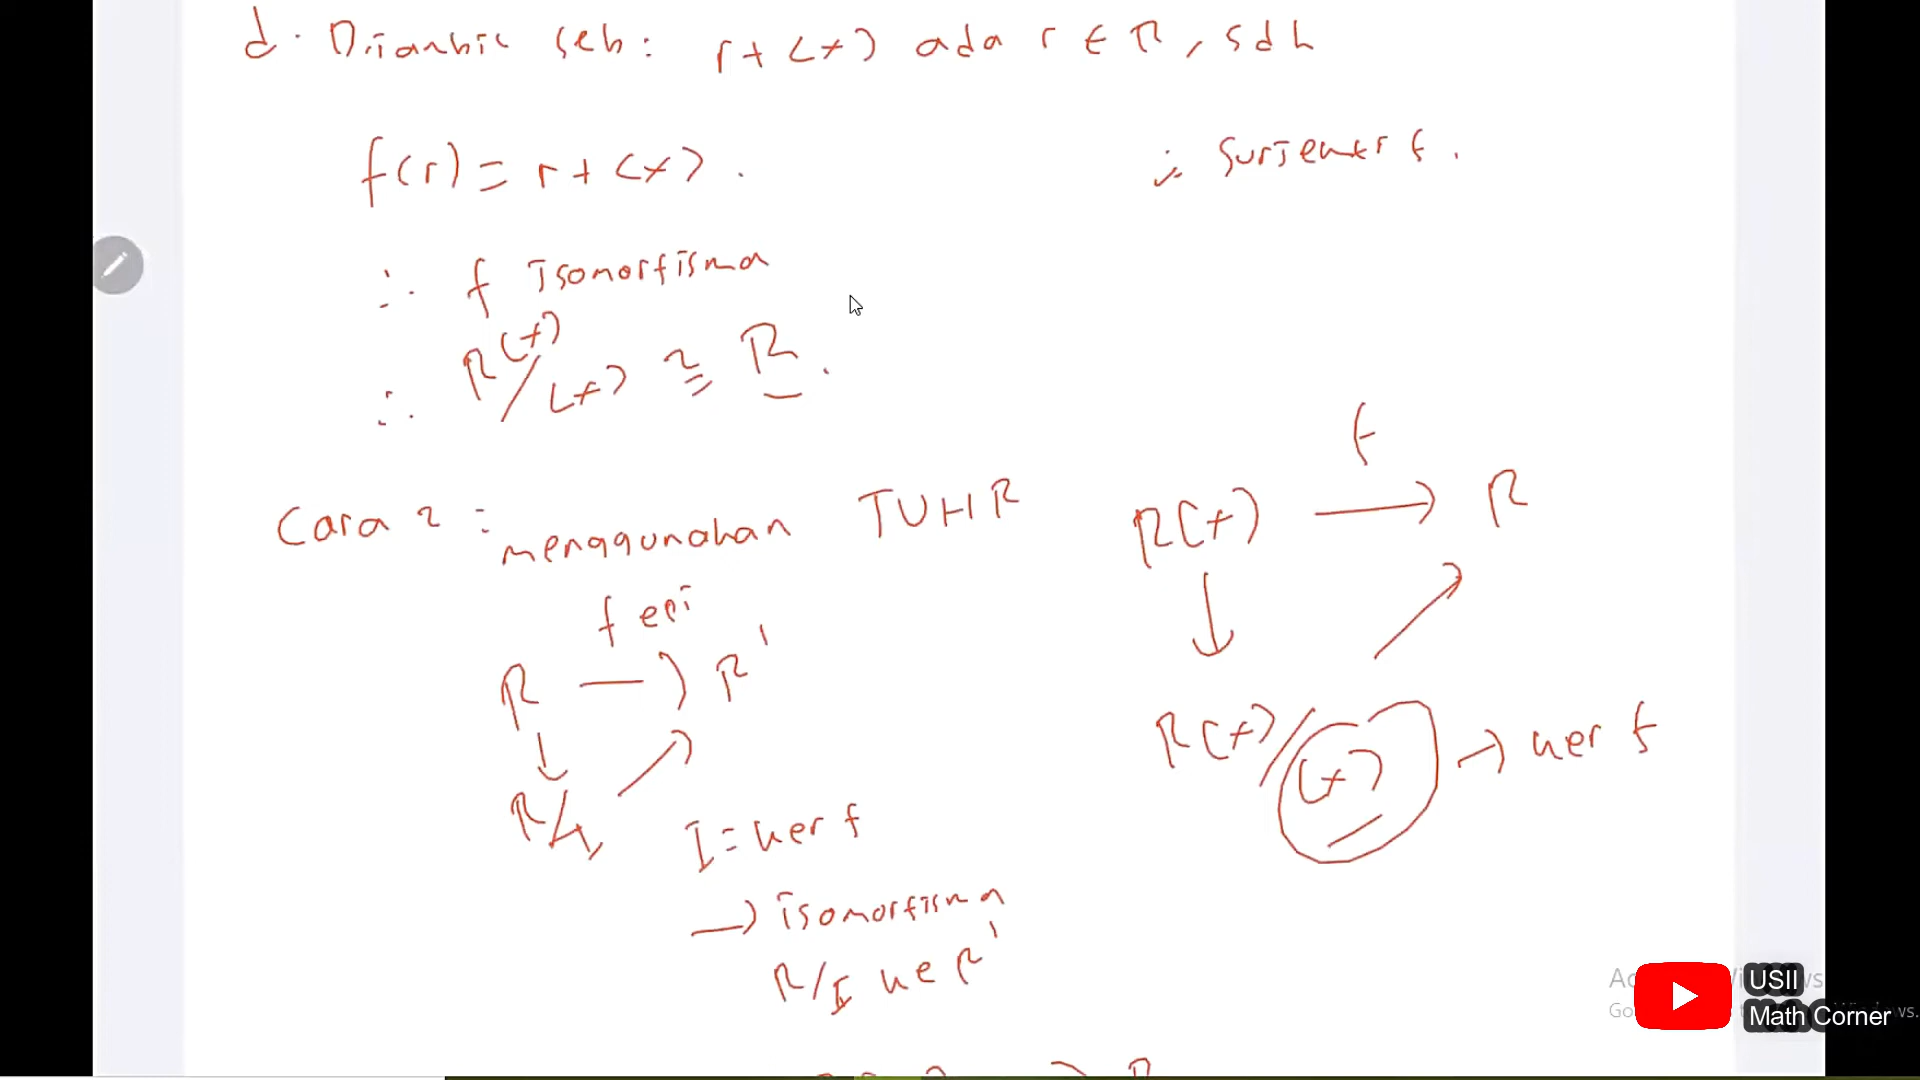 d. Diambil seb: r + <x> ada r ∈ R, sdh
f(r) = r + <x>.
∴ surjektif f.
∴ f isomorfisma
∴ R[x]/<x> ≅ R.
Cara 2 : menggunakan TUHR
f epi
R → R'
R/I
I = ker f
→ isomorfisma
R/I ke R'
f
R[x] → R
R[x]/<x> → ker f
USII
Math Corner